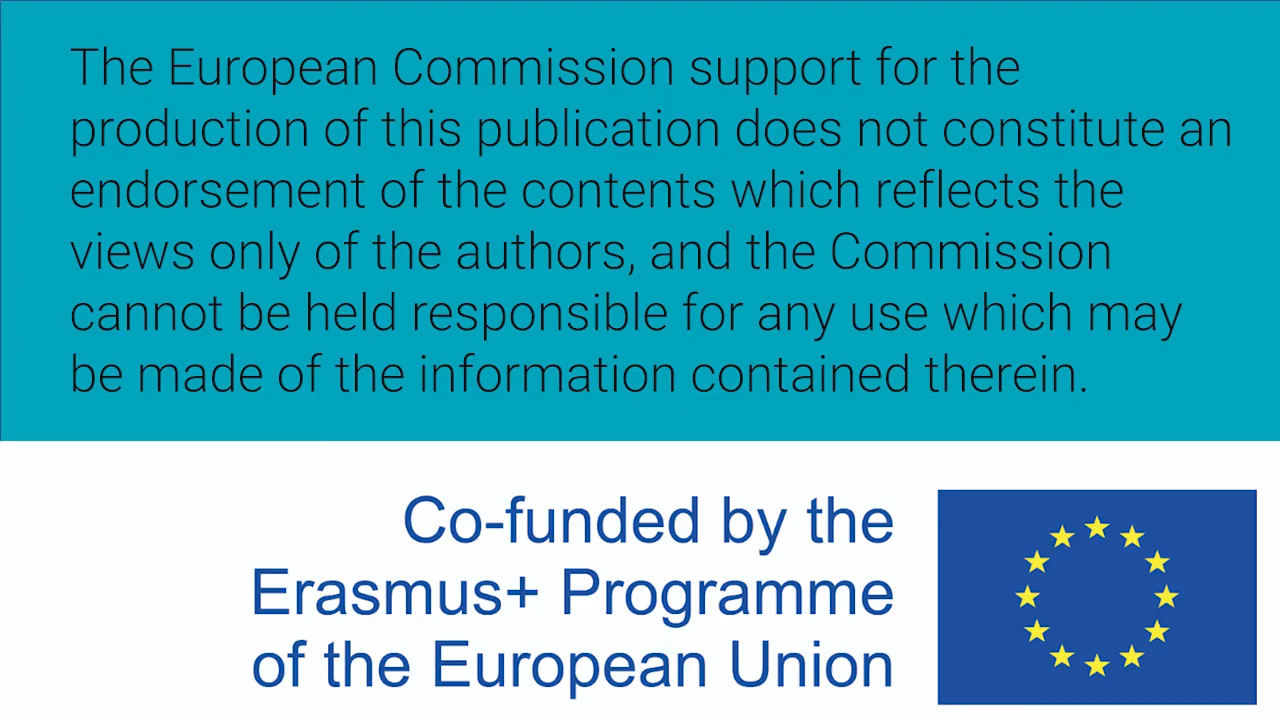 The European Commission support for the
production of this publication does not constitute an
endorsement of the contents which reflects the
views only of the authors, and the Commission
cannot be held responsible for any use which may
be made of the information contained therein.
Co-funded by the
Erasmus+ Programme
of the European Union